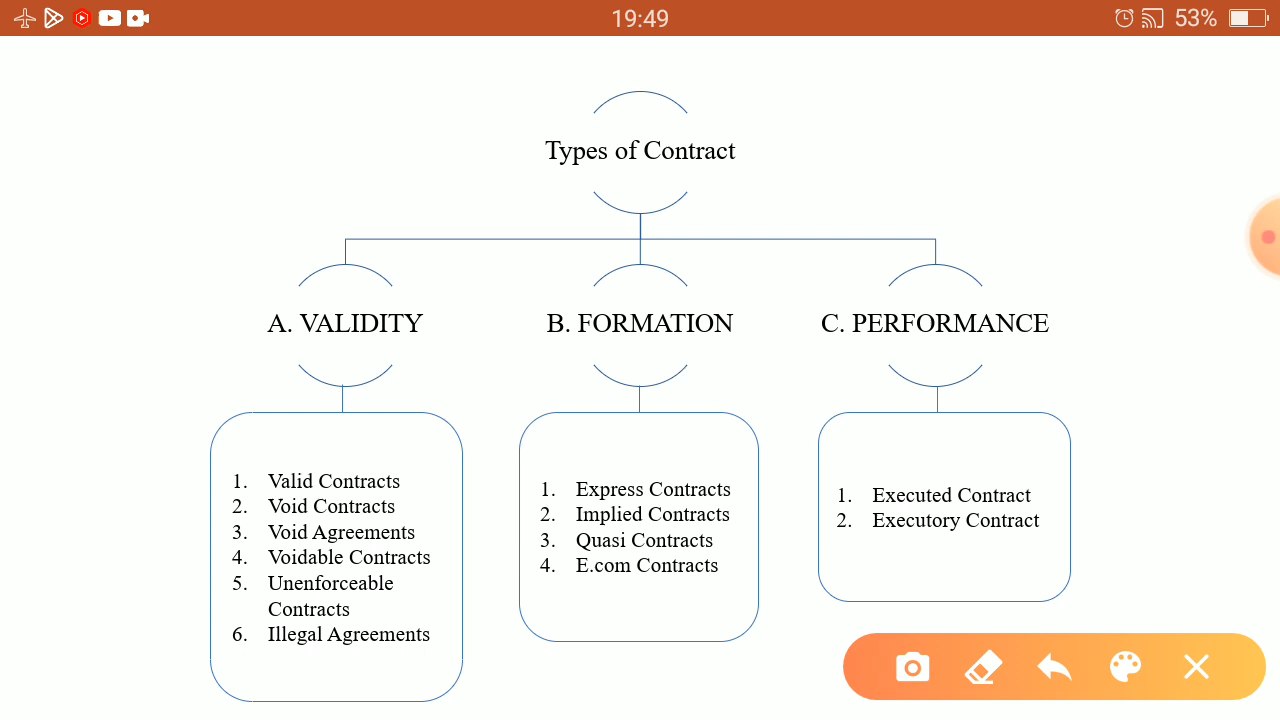 19:49
53%
Types of Contract
A. VALIDITY
B. FORMATION
C. PERFORMANCE
1. Valid Contracts
2. Void Contracts
3. Void Agreements
4. Voidable Contracts
5. Unenforceable
Contracts
6. Illegal Agreements
1. Express Contracts
2. Implied Contracts
3. Quasi Contracts
4. E.com Contracts
1. Executed Contract
2. Executory Contract